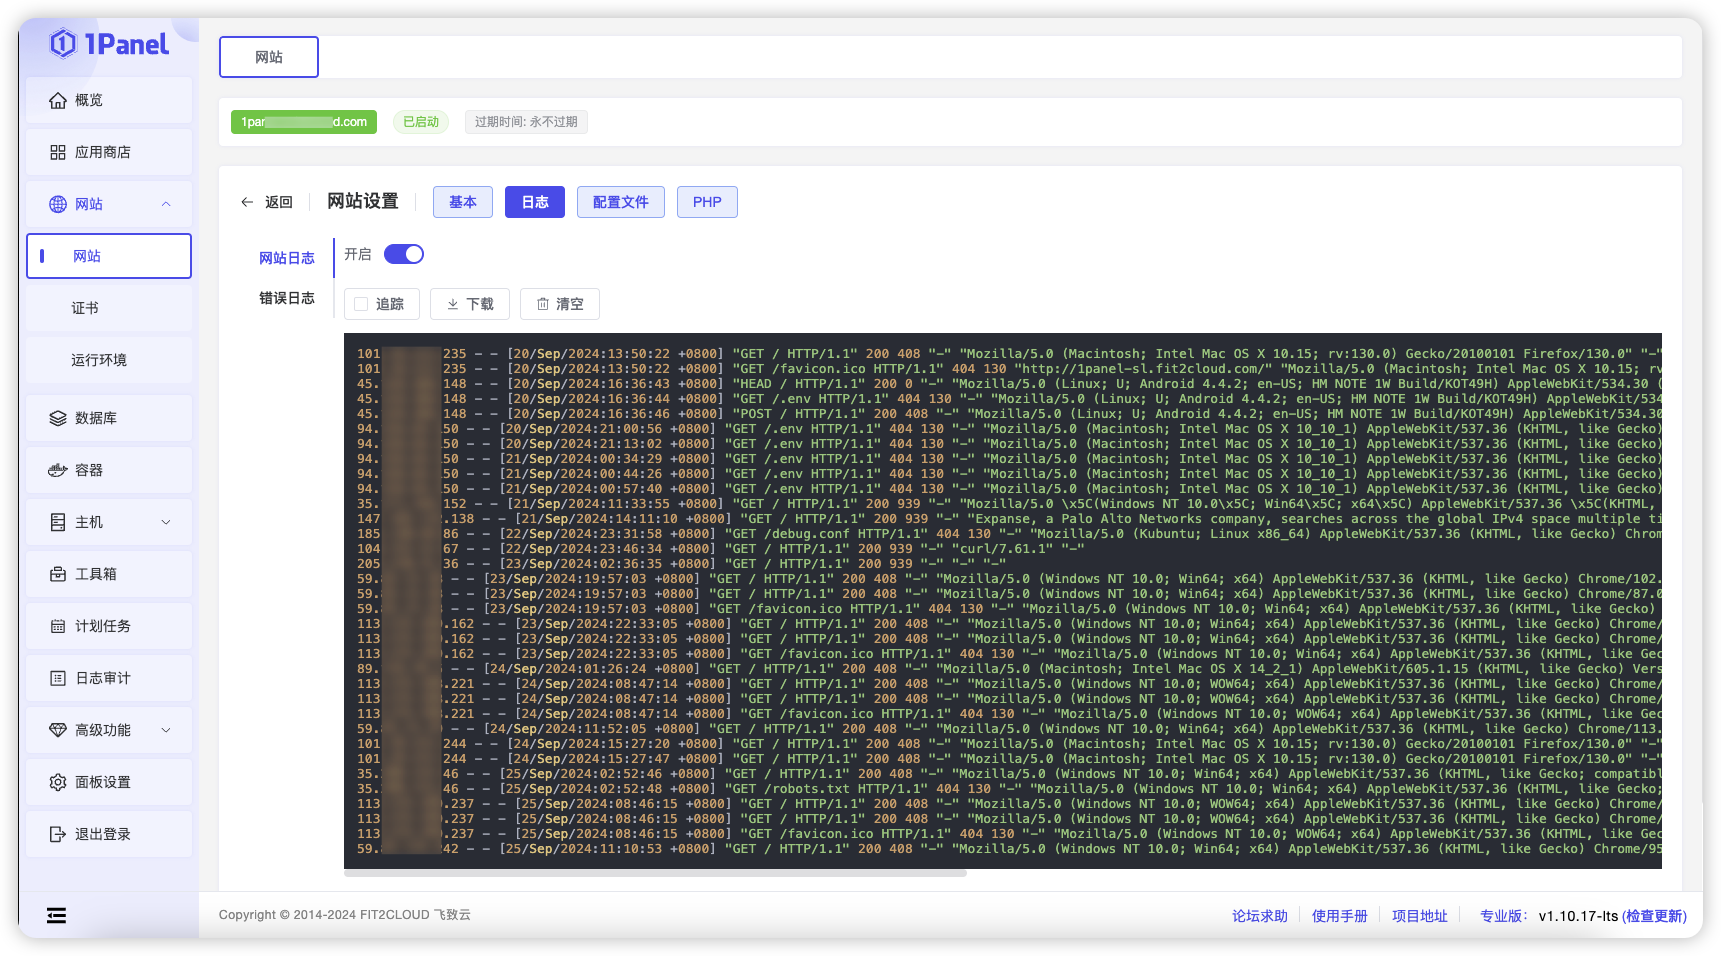 1Panel
概览
应用商店
网站
网站
证书
运行环境
数据库
容器
主机
工具箱
计划任务
日志审计
高级功能
面板设置
退出登录
网站
1par d.com 已启动 过期时间: 永不过期
返回 网站设置 基本 日志 配置文件 PHP
网站日志 开启
错误日志 追踪 下载 清空
101 235 - - [20/Sep/2024:13:50:22 +0800] "GET / HTTP/1.1" 200 408 "-" "Mozilla/5.0 (Macintosh; Intel Mac OS X 10.15; rv:130.0) Gecko/20100101 Firefox/130.0" "-"
101 235 - - [20/Sep/2024:13:50:22 +0800] "GET /favicon.ico HTTP/1.1" 404 130 "http://1panel-sl.fit2cloud.com/" "Mozilla/5.0 (Macintosh; Intel Mac OS X 10.15; rv
45. 148 - - [20/Sep/2024:16:36:43 +0800] "HEAD / HTTP/1.1" 200 0 "-" "Mozilla/5.0 (Linux; U; Android 4.4.2; en-US; HM NOTE 1W Build/KOT49H) AppleWebKit/534.30 (
45. 148 - - [20/Sep/2024:16:36:44 +0800] "GET /.env HTTP/1.1" 404 130 "-" "Mozilla/5.0 (Linux; U; Android 4.4.2; en-US; HM NOTE 1W Build/KOT49H) AppleWebKit/534
45. 148 - - [20/Sep/2024:16:36:46 +0800] "POST / HTTP/1.1" 200 408 "-" "Mozilla/5.0 (Linux; U; Android 4.4.2; en-US; HM NOTE 1W Build/KOT49H) AppleWebKit/534.30
94. 50 - - [20/Sep/2024:21:00:56 +0800] "GET /.env HTTP/1.1" 404 130 "-" "Mozilla/5.0 (Macintosh; Intel Mac OS X 10_10_1) AppleWebKit/537.36 (KHTML, like Gecko)
94. 50 - - [20/Sep/2024:21:13:02 +0800] "GET /.env HTTP/1.1" 404 130 "-" "Mozilla/5.0 (Macintosh; Intel Mac OS X 10_10_1) AppleWebKit/537.36 (KHTML, like Gecko)
94. 50 - - [21/Sep/2024:00:34:29 +0800] "GET /.env HTTP/1.1" 404 130 "-" "Mozilla/5.0 (Macintosh; Intel Mac OS X 10_10_1) AppleWebKit/537.36 (KHTML, like Gecko)
94. 50 - - [21/Sep/2024:00:44:26 +0800] "GET /.env HTTP/1.1" 404 130 "-" "Mozilla/5.0 (Macintosh; Intel Mac OS X 10_10_1) AppleWebKit/537.36 (KHTML, like Gecko)
94. 50 - - [21/Sep/2024:00:57:40 +0800] "GET /.env HTTP/1.1" 404 130 "-" "Mozilla/5.0 (Macintosh; Intel Mac OS X 10_10_1) AppleWebKit/537.36 (KHTML, like Gecko)
35. 152 - - [21/Sep/2024:11:33:55 +0800] "GET / HTTP/1.1" 200 939 "-" "Mozilla/5.0 \x5C(Windows NT 10.0\x5C; Win64\x5C; x64\x5C) AppleWebKit/537.36 \x5C(KHTML,
147 .138 - - [21/Sep/2024:14:11:10 +0800] "GET / HTTP/1.1" 200 939 "-" "Expanse, a Palo Alto Networks company, searches across the global IPv4 space multiple ti
185 86 - - [22/Sep/2024:23:31:58 +0800] "GET /debug.conf HTTP/1.1" 404 130 "-" "Mozilla/5.0 (Kubuntu; Linux x86_64) AppleWebKit/537.36 (KHTML, like Gecko) Chrom
104 67 - - [22/Sep/2024:23:46:34 +0800] "GET / HTTP/1.1" 200 939 "-" "curl/7.61.1" "-"
205 36 - - [23/Sep/2024:02:36:35 +0800] "GET / HTTP/1.1" 200 939 "-" "-" "-"
59. - - [23/Sep/2024:19:57:03 +0800] "GET / HTTP/1.1" 200 408 "-" "Mozilla/5.0 (Windows NT 10.0; Win64; x64) AppleWebKit/537.36 (KHTML, like Gecko) Chrome/102.
59. - - [23/Sep/2024:19:57:03 +0800] "GET / HTTP/1.1" 200 408 "-" "Mozilla/5.0 (Windows NT 10.0; Win64; x64) AppleWebKit/537.36 (KHTML, like Gecko) Chrome/87.0
59. - - [23/Sep/2024:19:57:03 +0800] "GET /favicon.ico HTTP/1.1" 404 130 "-" "Mozilla/5.0 (Windows NT 10.0; Win64; x64) AppleWebKit/537.36 (KHTML, like Gecko)
113 .162 - - [23/Sep/2024:22:33:05 +0800] "GET / HTTP/1.1" 200 408 "-" "Mozilla/5.0 (Windows NT 10.0; Win64; x64) AppleWebKit/537.36 (KHTML, like Gecko) Chrome/
113 .162 - - [23/Sep/2024:22:33:05 +0800] "GET / HTTP/1.1" 200 408 "-" "Mozilla/5.0 (Windows NT 10.0; Win64; x64) AppleWebKit/537.36 (KHTML, like Gecko) Chrome/
113 .162 - - [23/Sep/2024:22:33:05 +0800] "GET /favicon.ico HTTP/1.1" 404 130 "-" "Mozilla/5.0 (Windows NT 10.0; Win64; x64) AppleWebKit/537.36 (KHTML, like Gec
89. - - [24/Sep/2024:01:26:24 +0800] "GET / HTTP/1.1" 200 408 "-" "Mozilla/5.0 (Macintosh; Intel Mac OS X 14_2_1) AppleWebKit/605.1.15 (KHTML, like Gecko) Vers
113 .221 - - [24/Sep/2024:08:47:14 +0800] "GET / HTTP/1.1" 200 408 "-" "Mozilla/5.0 (Windows NT 10.0; WOW64; x64) AppleWebKit/537.36 (KHTML, like Gecko) Chrome/
113 .221 - - [24/Sep/2024:08:47:14 +0800] "GET / HTTP/1.1" 200 408 "-" "Mozilla/5.0 (Windows NT 10.0; WOW64; x64) AppleWebKit/537.36 (KHTML, like Gecko) Chrome/
113 .221 - - [24/Sep/2024:08:47:14 +0800] "GET /favicon.ico HTTP/1.1" 404 130 "-" "Mozilla/5.0 (Windows NT 10.0; WOW64; x64) AppleWebKit/537.36 (KHTML, like Gec
59. - - [24/Sep/2024:11:52:05 +0800] "GET / HTTP/1.1" 200 408 "-" "Mozilla/5.0 (Windows NT 10.0; Win64; x64) AppleWebKit/537.36 (KHTML, like Gecko) Chrome/113.
101 244 - - [24/Sep/2024:15:27:20 +0800] "GET / HTTP/1.1" 200 408 "-" "Mozilla/5.0 (Macintosh; Intel Mac OS X 10.15; rv:130.0) Gecko/20100101 Firefox/130.0" "-"
101 244 - - [24/Sep/2024:15:27:47 +0800] "GET / HTTP/1.1" 200 408 "-" "Mozilla/5.0 (Macintosh; Intel Mac OS X 10.15; rv:130.0) Gecko/20100101 Firefox/130.0" "-"
35. 46 - - [25/Sep/2024:02:52:46 +0800] "GET / HTTP/1.1" 200 408 "-" "Mozilla/5.0 (Windows NT 10.0; Win64; x64) AppleWebKit/537.36 (KHTML, like Gecko; compatibl
35. 46 - - [25/Sep/2024:02:52:48 +0800] "GET /robots.txt HTTP/1.1" 404 130 "-" "Mozilla/5.0 (Windows NT 10.0; Win64; x64) AppleWebKit/537.36 (KHTML, like Gecko;
113 .237 - - [25/Sep/2024:08:46:15 +0800] "GET / HTTP/1.1" 200 408 "-" "Mozilla/5.0 (Windows NT 10.0; WOW64; x64) AppleWebKit/537.36 (KHTML, like Gecko) Chrome/
113 .237 - - [25/Sep/2024:08:46:15 +0800] "GET / HTTP/1.1" 200 408 "-" "Mozilla/5.0 (Windows NT 10.0; WOW64; x64) AppleWebKit/537.36 (KHTML, like Gecko) Chrome/
113 .237 - - [25/Sep/2024:08:46:15 +0800] "GET /favicon.ico HTTP/1.1" 404 130 "-" "Mozilla/5.0 (Windows NT 10.0; WOW64; x64) AppleWebKit/537.36 (KHTML, like Gec
59. 42 - - [25/Sep/2024:11:10:53 +0800] "GET / HTTP/1.1" 200 408 "-" "Mozilla/5.0 (Windows NT 10.0; Win64; x64) AppleWebKit/537.36 (KHTML, like Gecko) Chrome/95
Copyright © 2014-2024 FIT2CLOUD 飞致云 论坛求助 使用手册 项目地址 专业版: v1.10.17-lts (检查更新)